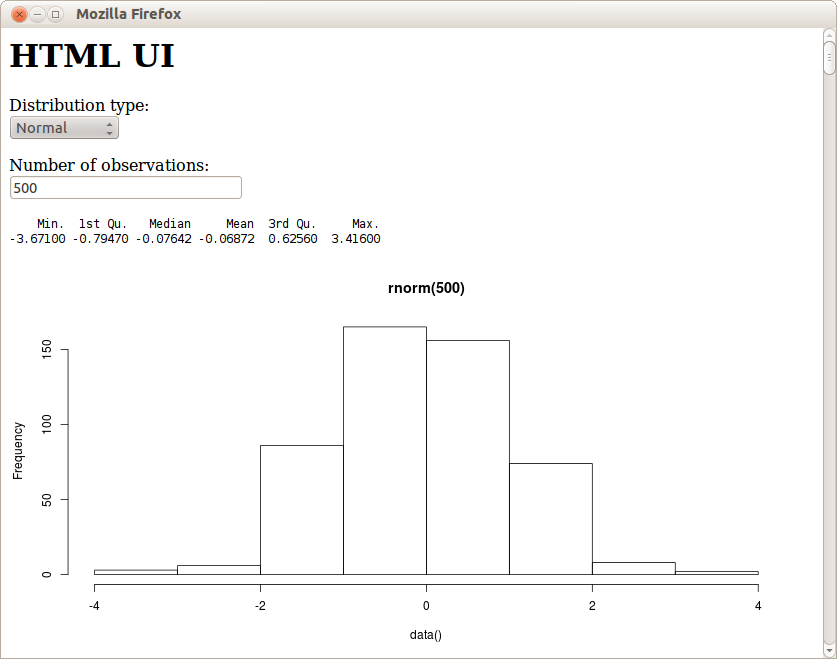 Mozilla Firefox
HTML UI
Distribution type:
Normal
Number of observations:
500
Min. 1st Qu. Median Mean 3rd Qu. Max.
-3.67100 -0.79470 -0.07642 -0.06872 0.62560 3.41600
rnorm(500)
Frequency
150
100
50
0
-4 -2 0 2 4
data()